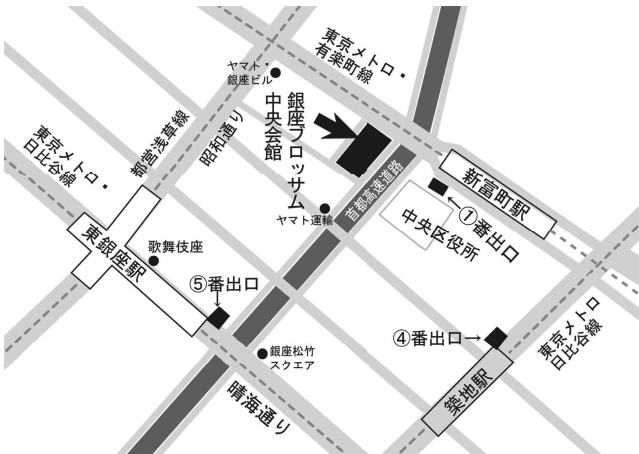 東京メトロ・
有楽町線
ヤマト・
銀座ビル
銀座ブロッサム
中央会館
都営浅草線
昭和通り
東京メトロ・
日比谷線
首都高速道路
新富町駅
①番出口
中央区役所
ヤマト運輸
東銀座駅
歌舞伎座
⑤番出口
↓
銀座松竹
スクエア
晴海通り
④番出口→
築地駅
東京メトロ
日比谷線